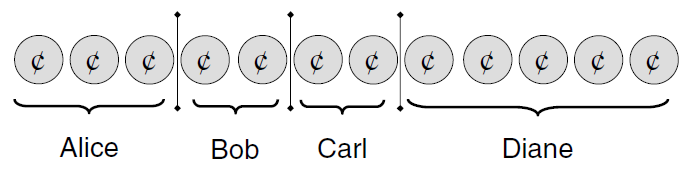 ¢ ¢ ¢ ¢ ¢ ¢ ¢ ¢ ¢ ¢ ¢ ¢
Alice Bob Carl Diane